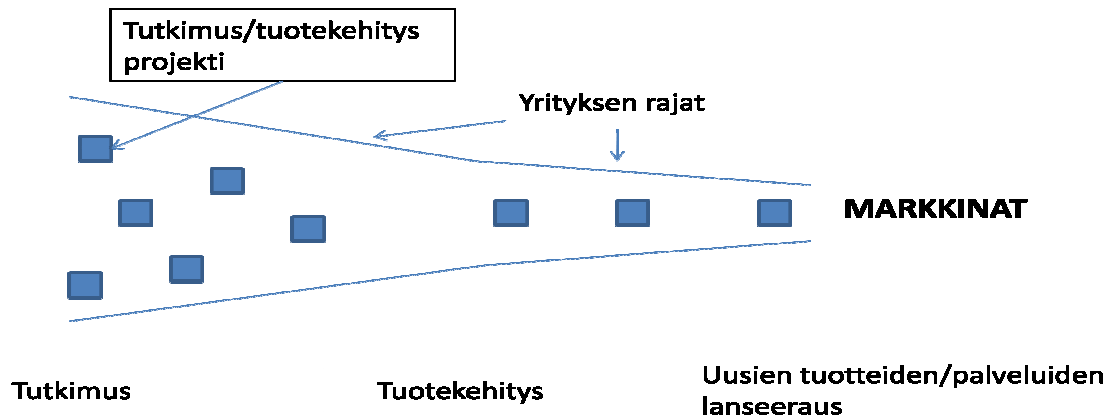 Tutkimus/tuotekehitys
projekti
Yrityksen rajat
MARKKINAT
Tutkimus
Tuotekehitys
Uusien tuotteiden/palveluiden
lanseeraus